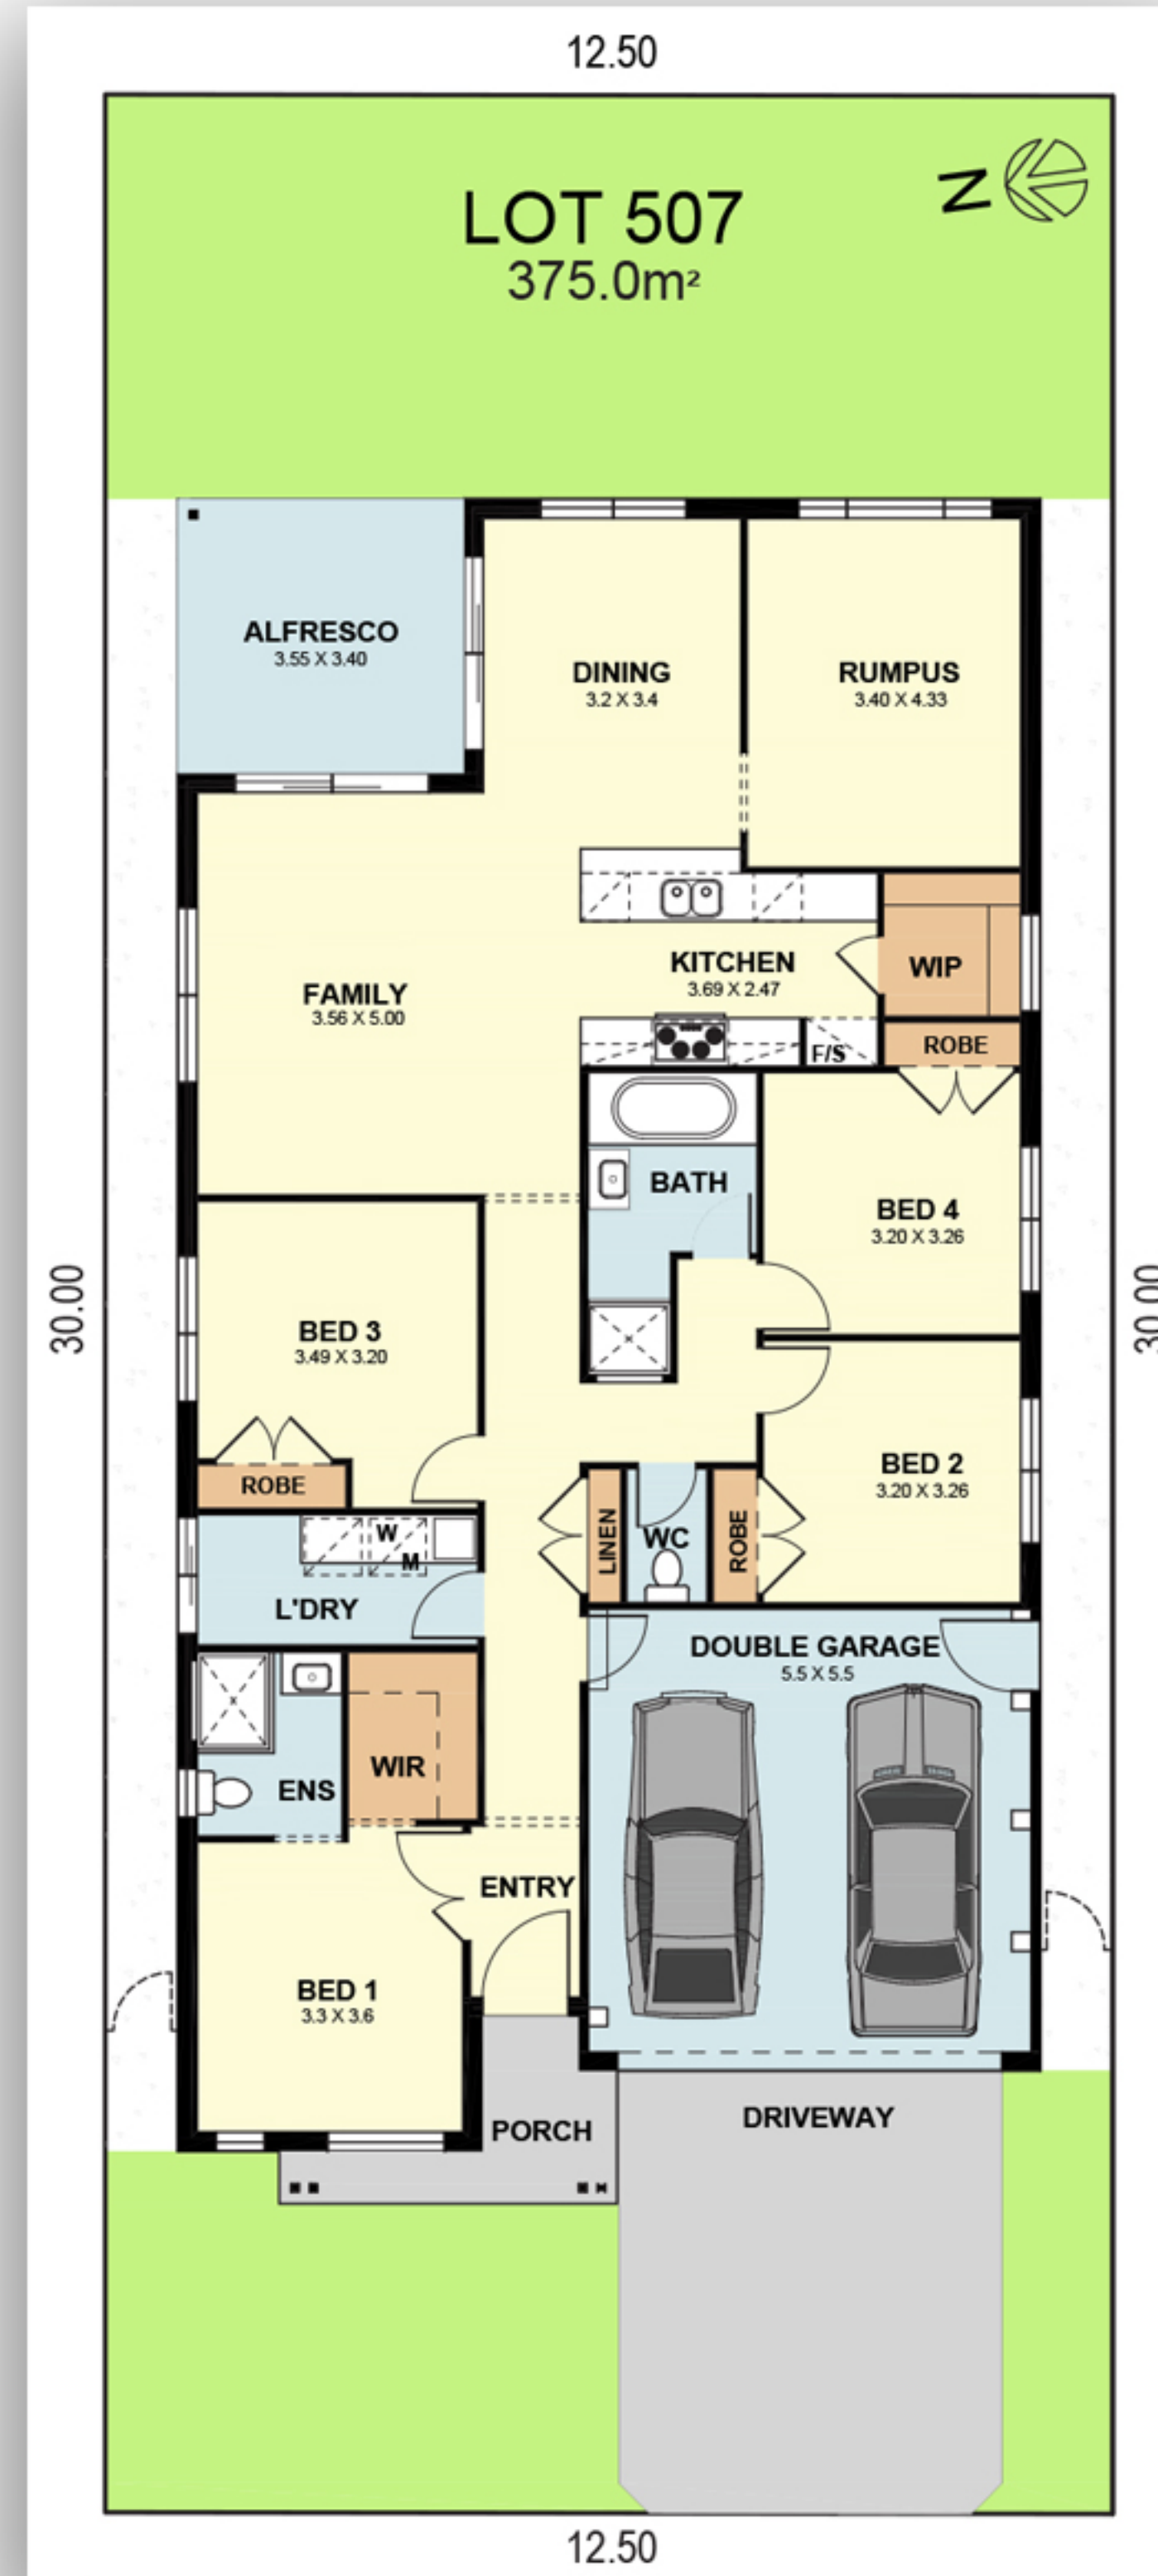 12.50
LOT 507
375.0m²
N
ALFRESCO
3.55 X 3.40
DINING
3.2 X 3.4
RUMPUS
3.40 X 4.33
FAMILY
3.56 X 5.00
KITCHEN
3.69 X 2.47
WIP
F/S
ROBE
BATH
BED 4
3.20 X 3.26
30.00
30.00
BED 3
3.49 X 3.20
ROBE
BED 2
3.20 X 3.26
LINEN
WC
ROBE
W
M
L'DRY
DOUBLE GARAGE
5.5 X 5.5
WIR
ENS
ENTRY
BED 1
3.3 X 3.6
PORCH
DRIVEWAY
12.50